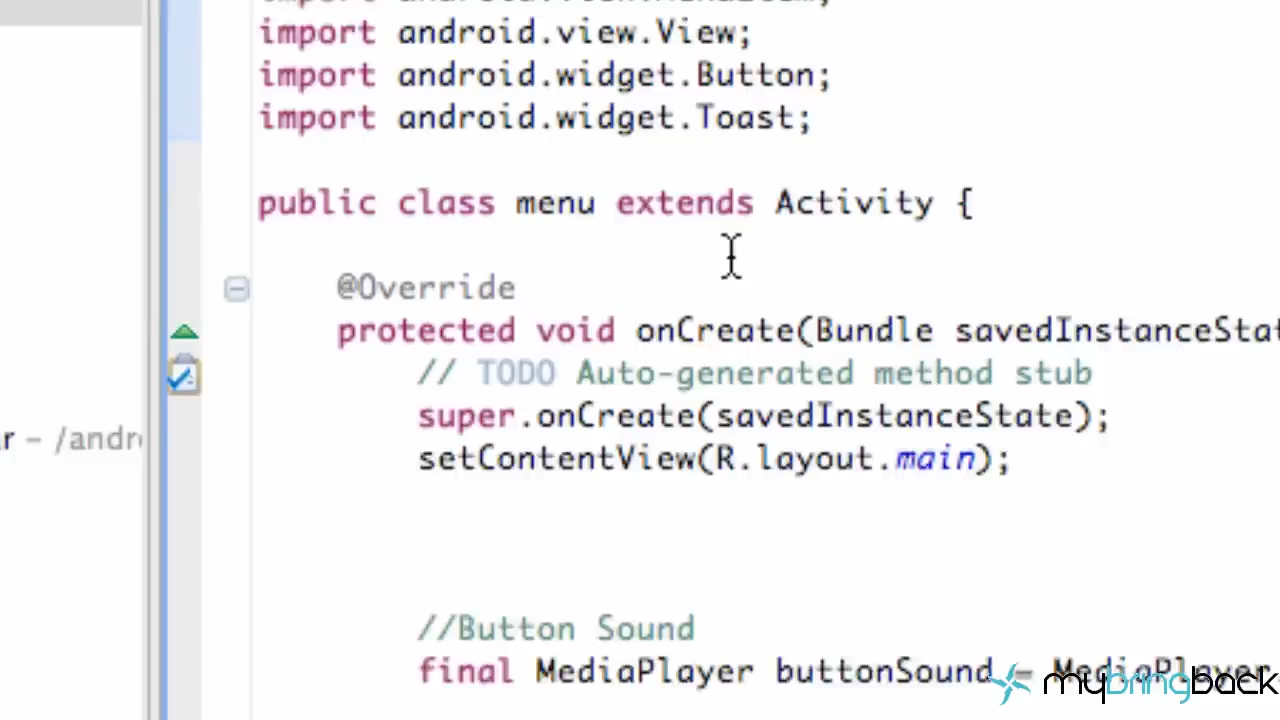 import android.view.View;
import android.widget.Button;
import android.widget.Toast;
public class menu extends Activity {
@Override
protected void onCreate(Bundle savedInstanceStat
// TODO Auto-generated method stub
super.onCreate(savedInstanceState);
r - /andro
setContentView(R.layout.main);
//Button Sound
final MediaPlayer buttonSound = MediaPlayer
mybringback